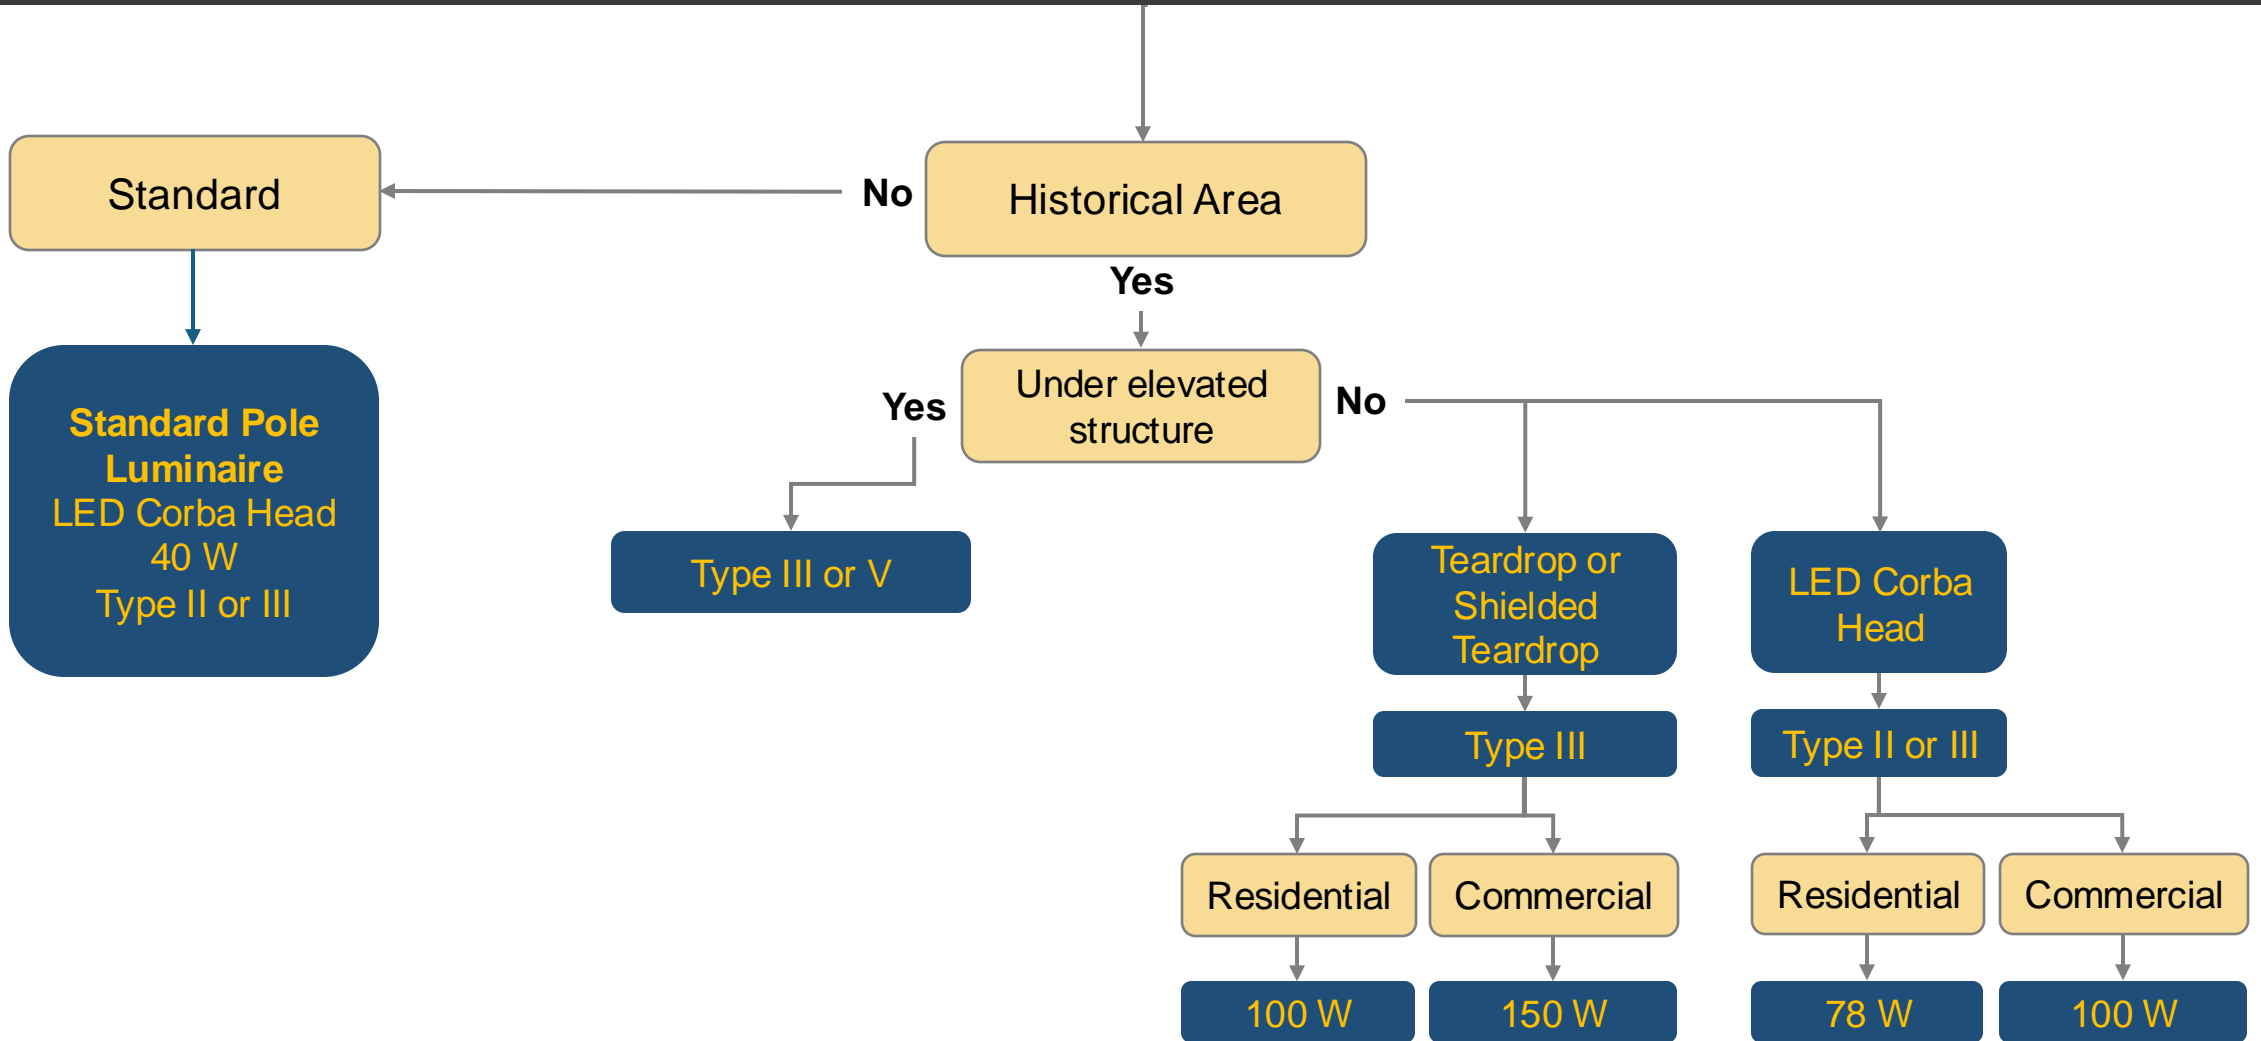 Standard
No
Historical Area
Yes
Under elevated
structure
Yes
No
Standard Pole
Luminaire
LED Corba Head
40 W
Type II or III
Type III or V
Teardrop or
Shielded
Teardrop
LED Corba
Head
Type III
Type II or III
Residential
Commercial
Residential
Commercial
100 W
150 W
78 W
100 W